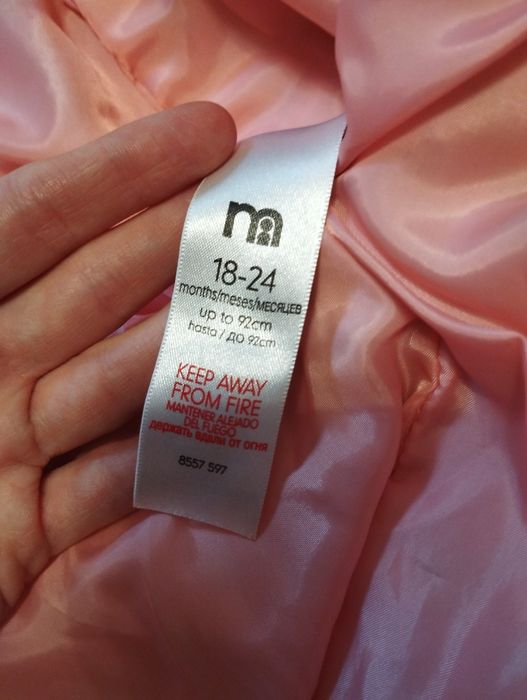 m
18-24
months/meses/МЕСЯЦЕВ
up to 92cm
hasta / ДО 92cm
KEEP AWAY
FROM FIRE
MANTENER ALEJADO
DEL FUEGO
держать вдали от огня
8557 597